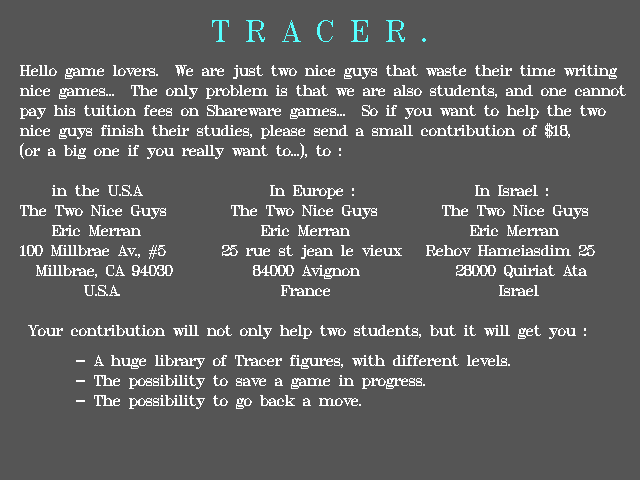 T R A C E R .
Hello game lovers. We are just two nice guys that waste their time writing
nice games... The only problem is that we are also students, and one cannot
pay his tuition fees on Shareware games... So if you want to help the two
nice guys finish their studies, please send a small contribution of $18,
(or a big one if you really want to...), to :
in the U.S.A In Europe : In Israel :
The Two Nice Guys The Two Nice Guys The Two Nice Guys
Eric Merran Eric Merran Eric Merran
100 Millbrae Av., #5 25 rue st jean le vieux Rehov Hameiasdim 25
Millbrae, CA 94030 84000 Avignon 28000 Quiriat Ata
U.S.A. France Israel
Your contribution will not only help two students, but it will get you :
- A huge library of Tracer figures, with different levels.
- The possibility to save a game in progress.
- The possibility to go back a move.